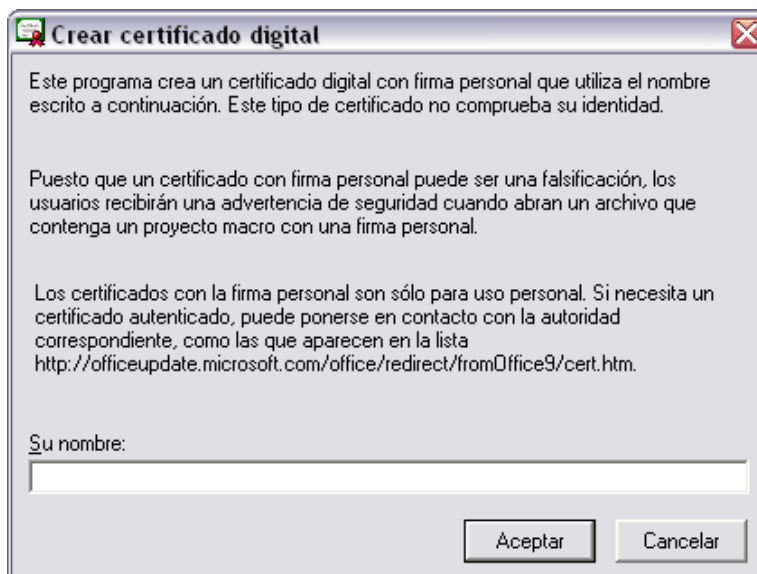 Crear certificado digital
Este programa crea un certificado digital con firma personal que utiliza el nombre
escrito a continuación. Este tipo de certificado no comprueba su identidad.
Puesto que un certificado con firma personal puede ser una falsificación, los
usuarios recibirán una advertencia de seguridad cuando abran un archivo que
contenga un proyecto macro con una firma personal.
Los certificados con la firma personal son sólo para uso personal. Si necesita un
certificado autenticado, puede ponerse en contacto con la autoridad
correspondiente, como las que aparecen en la lista
http://officeupdate.microsoft.com/office/redirect/fromOffice9/cert.htm.
Su nombre:
Aceptar
Cancelar